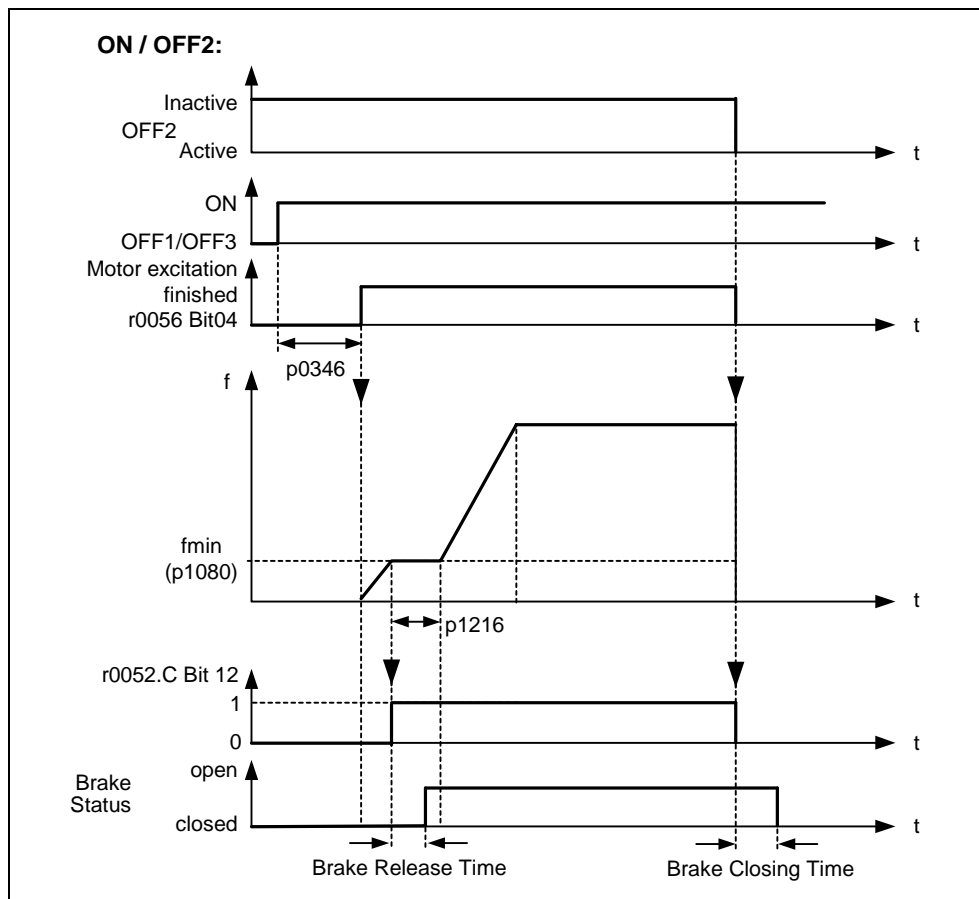 ON / OFF2:
Inactive
OFF2
Active
t
ON
OFF1/OFF3
t
Motor excitation
finished
r0056 Bit04
t
p0346
f
fmin
(p1080)
t
p1216
r0052.C Bit 12
1
0
t
open
Brake
Status
closed
t
Brake Release Time
Brake Closing Time